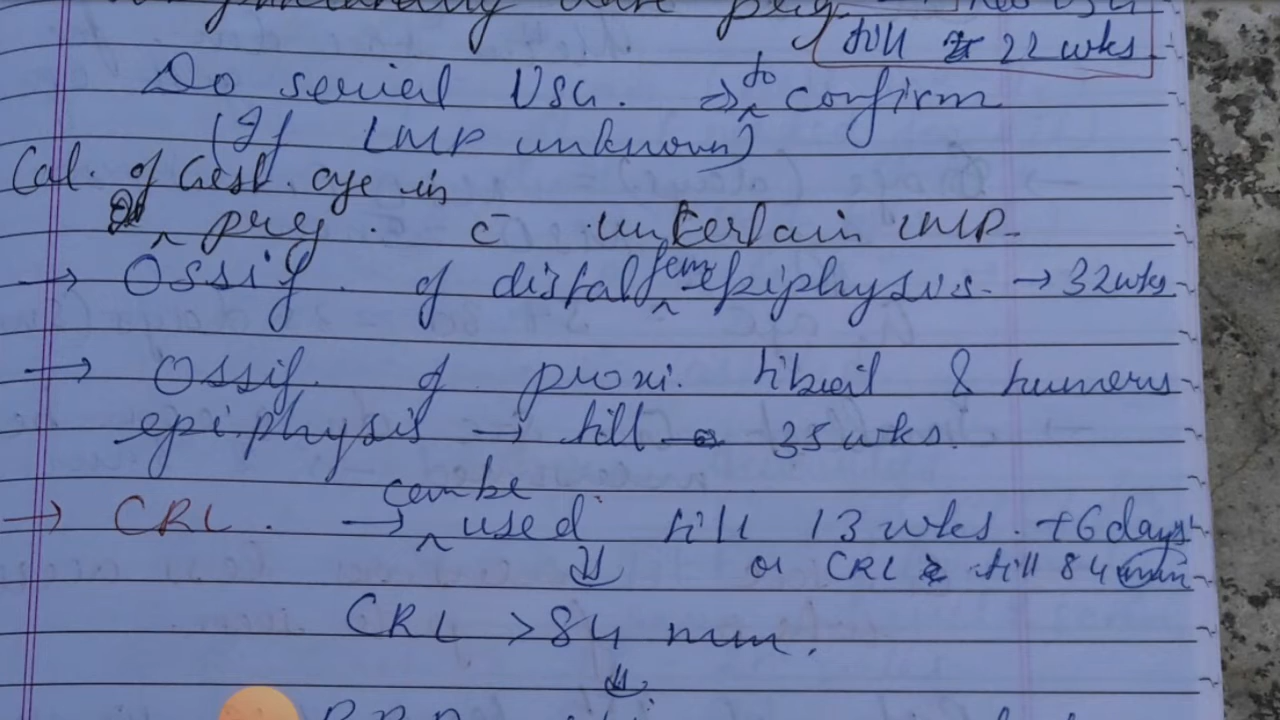 till 22 wks
Do serial USG. ⇒ to confirm
(If LMP unknown)
Cal. of Gest. age in
preg. c̄ uncertain LMP.
→ Ossif. of distal fem. epiphysis. → 32wks
→ Ossif. of proxi. tibial & humerus
epiphysis → till 35 wks.
→ CRL. → can be used till 13 wks. +6 days
or CRL till 84 mm
CRL > 84 mm.